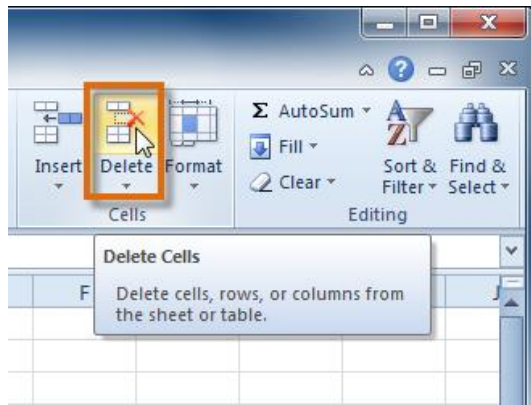 Σ AutoSum
Fill
Clear
Insert Delete Format
Sort & Filter
Find & Select
Cells
Editing
Delete Cells
Delete cells, rows, or columns from
the sheet or table.
F
J